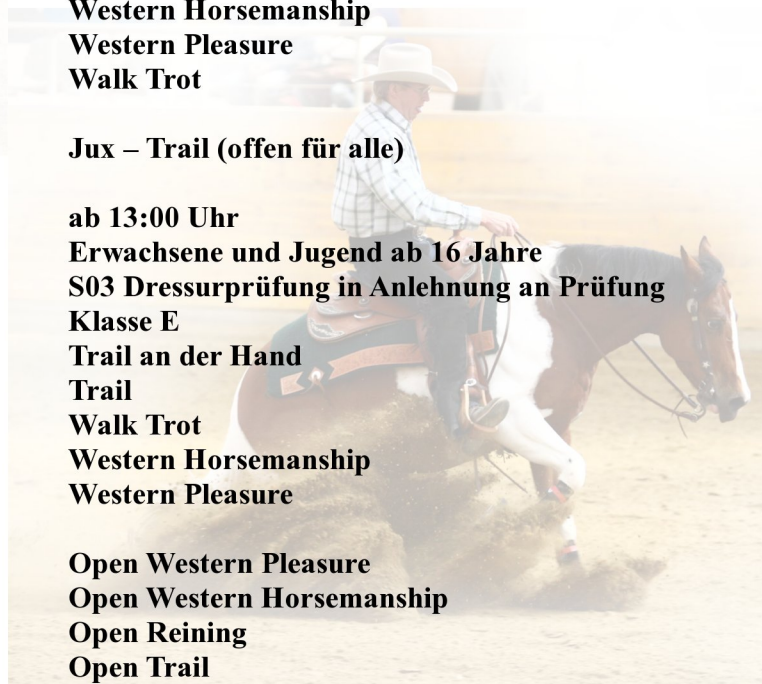 Western Horsemanship
Western Pleasure
Walk Trot
Jux – Trail (offen für alle)
ab 13:00 Uhr
Erwachsene und Jugend ab 16 Jahre
S03 Dressurprüfung in Anlehnung an Prüfung
Klasse E
Trail an der Hand
Trail
Walk Trot
Western Horsemanship
Western Pleasure
Open Western Pleasure
Open Western Horsemanship
Open Reining
Open Trail